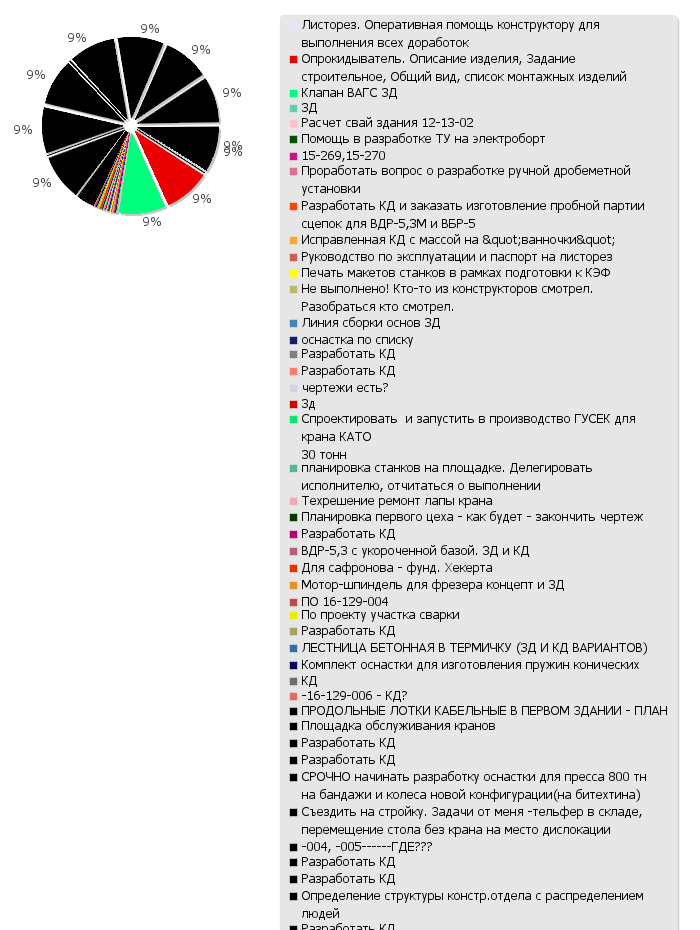 9%
9%
9%
9%
9%
9%
9%
9%
9%
9%
9%
Листорез. Оперативная помощь конструктору для
выполнения всех доработок
Опрокидыватель. Описание изделия, Задание
строительное, Общий вид, список монтажных изделий
Клапан ВАГС 3Д
3Д
Расчет свай здания 12-13-02
Помощь в разработке ТУ на электроборт
15-269,15-270
Проработать вопрос о разработке ручной дробеметной
установки
Разработать КД и заказать изготовление пробной партии
сцепок для ВДР-5,3М и ВБР-5
Исправленная КД с массой на &quot;ванночки&quot;
Руководство по эксплуатации и паспорт на листорез
Печать макетов станков в рамках подготовки к КЭФ
Не выполнено! Кто-то из конструкторов смотрел.
Разобраться кто смотрел.
Линия сборки основ 3Д
оснастка по списку
Разработать КД
Разработать КД
чертежи есть?
3д
Спроектировать  и запустить в производство ГУСЕК для
крана КАТО
30 тонн
планировка станков на площадке. Делегировать
исполнителю, отчитаться о выполнении
Техрешение ремонт лапы крана
Планировка первого цеха - как будет - закончить чертеж
Разработать КД
ВДР-5,3 с укороченной базой. 3Д и КД
Для сафронова - фунд. Хекерта
Мотор-шпиндель для фрезера концепт и 3Д
ПО 16-129-004
По проекту участка сварки
Разработать КД
ЛЕСТНИЦА БЕТОННАЯ В ТЕРМИЧКУ (3Д И КД ВАРИАНТОВ)
Комплект оснастки для изготовления пружин конических
КД
-16-129-006 - КД?
ПРОДОЛЬНЫЕ ЛОТКИ КАБЕЛЬНЫЕ В ПЕРВОМ ЗДАНИИ - ПЛАН
Площадка обслуживания кранов
Разработать КД
Разработать КД
СРОЧНО начинать разработку оснастки для пресса 800 тн
на бандажи и колеса новой конфигурации(на битехтина)
Съездить на стройку. Задачи от меня -тельфер в складе,
перемещение стола без крана на место дислокации
-004, -005------ГДЕ???
Разработать КД
Разработать КД
Определение структуры констр.отдела с распределением
людей
Разработать КД